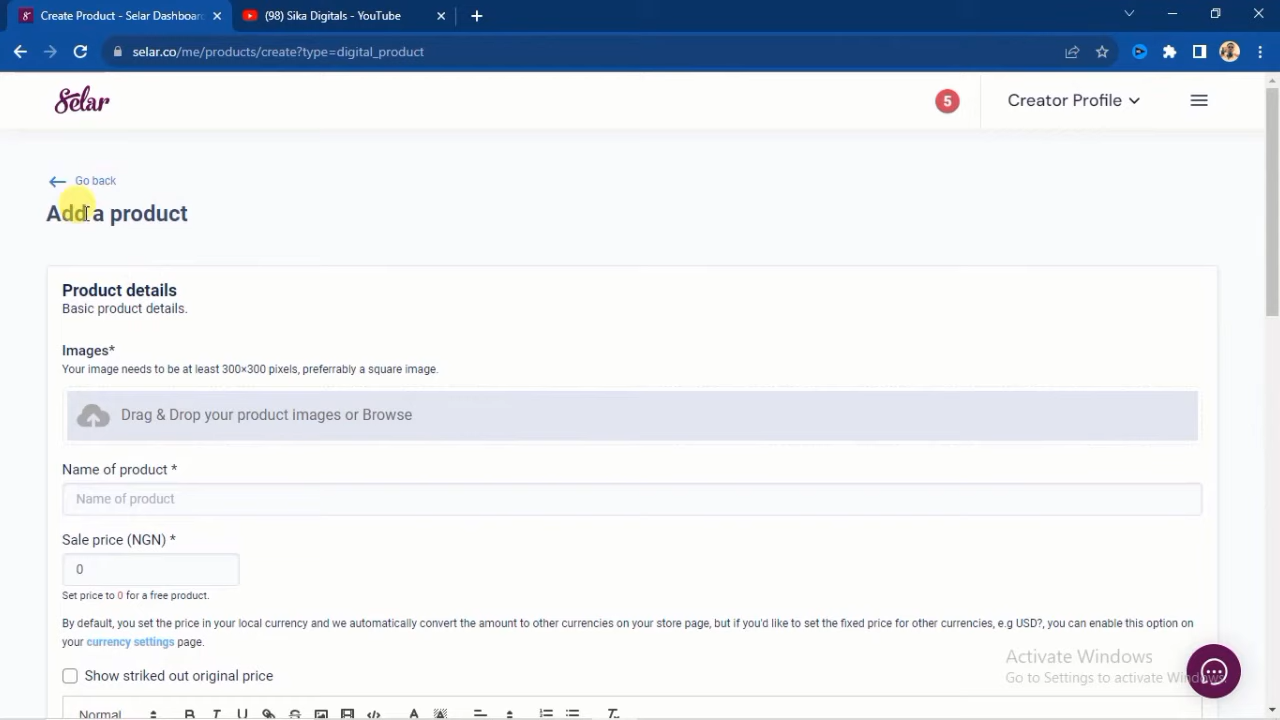 Create Product - Selar Dashboard
(98) Sika Digitals - YouTube
selar.co/me/products/create?type=digital_product
Selar
5
Creator Profile
Go back
Add a product
Product details
Basic product details.
Images*
Your image needs to be at least 300×300 pixels, preferrably a square image.
Drag & Drop your product images or Browse
Name of product *
Name of product
Sale price (NGN) *
0
Set price to 0 for a free product.
By default, you set the price in your local currency and we automatically convert the amount to other currencies on your store page, but if you'd like to set the fixed price for other currencies, e.g USD?, you can enable this option on
your currency settings page.
Show striked out original price
Activate Windows
Go to Settings to activate Windows.
Normal